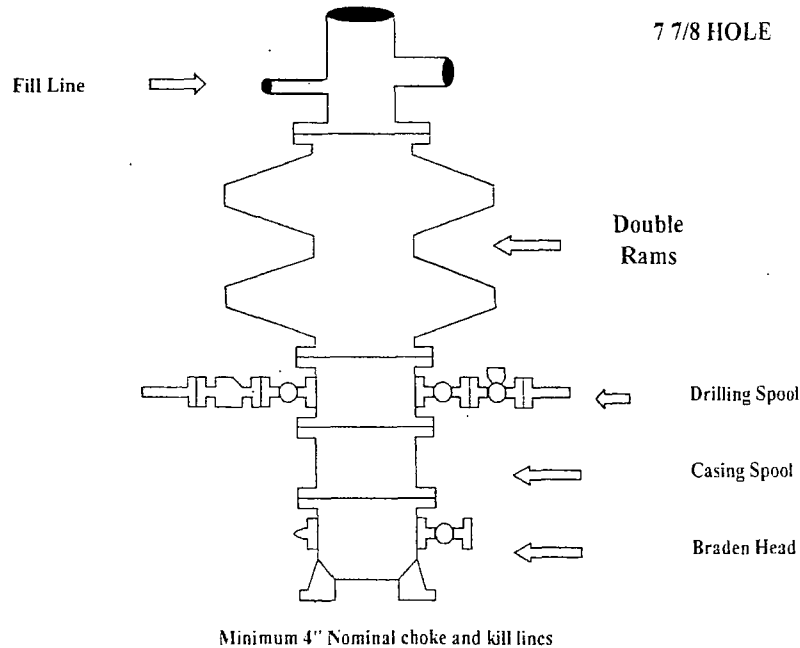 7 7/8 HOLE
Fill Line
Double
Rams
Drilling Spool
Casing Spool
Braden Head
Minimum 4" Nominal choke and kill lines